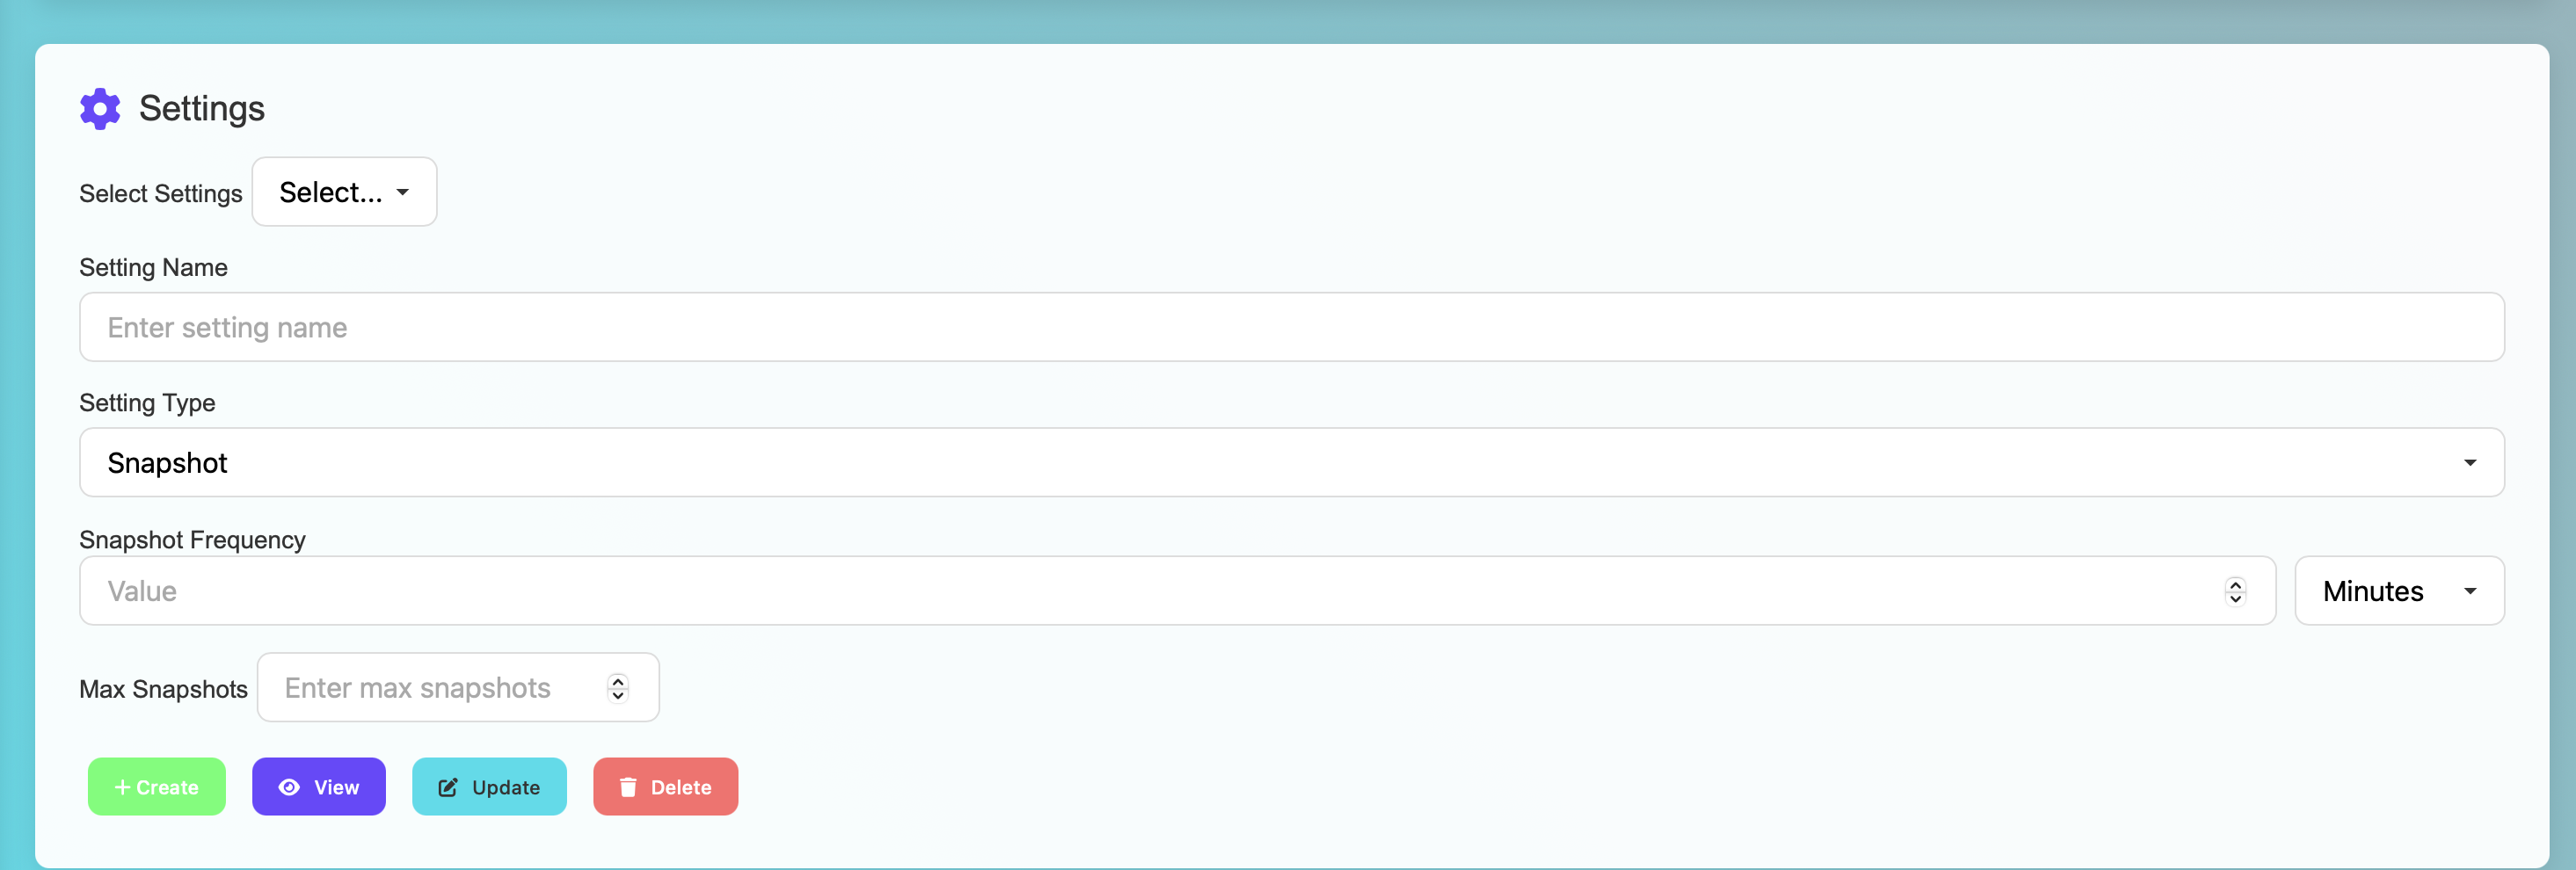 Settings
Select Settings Select...
Setting Name
Enter setting name
Setting Type
Snapshot
Snapshot Frequency
Value Minutes
Max Snapshots Enter max snapshots
+ Create View Update Delete